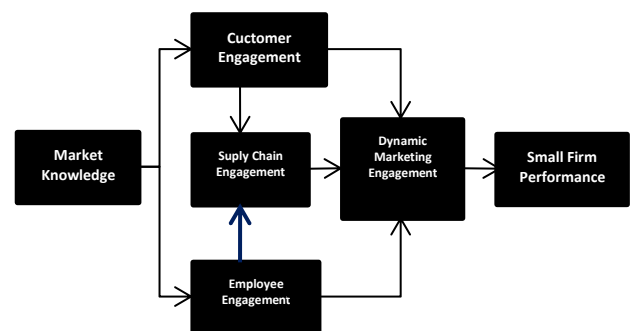 Cuctomer
Engagement
Market
Knowledge
Suply Chain
Engagement
Dynamic
Marketing
Engagement
Small Firm
Performance
Employee
Engagement